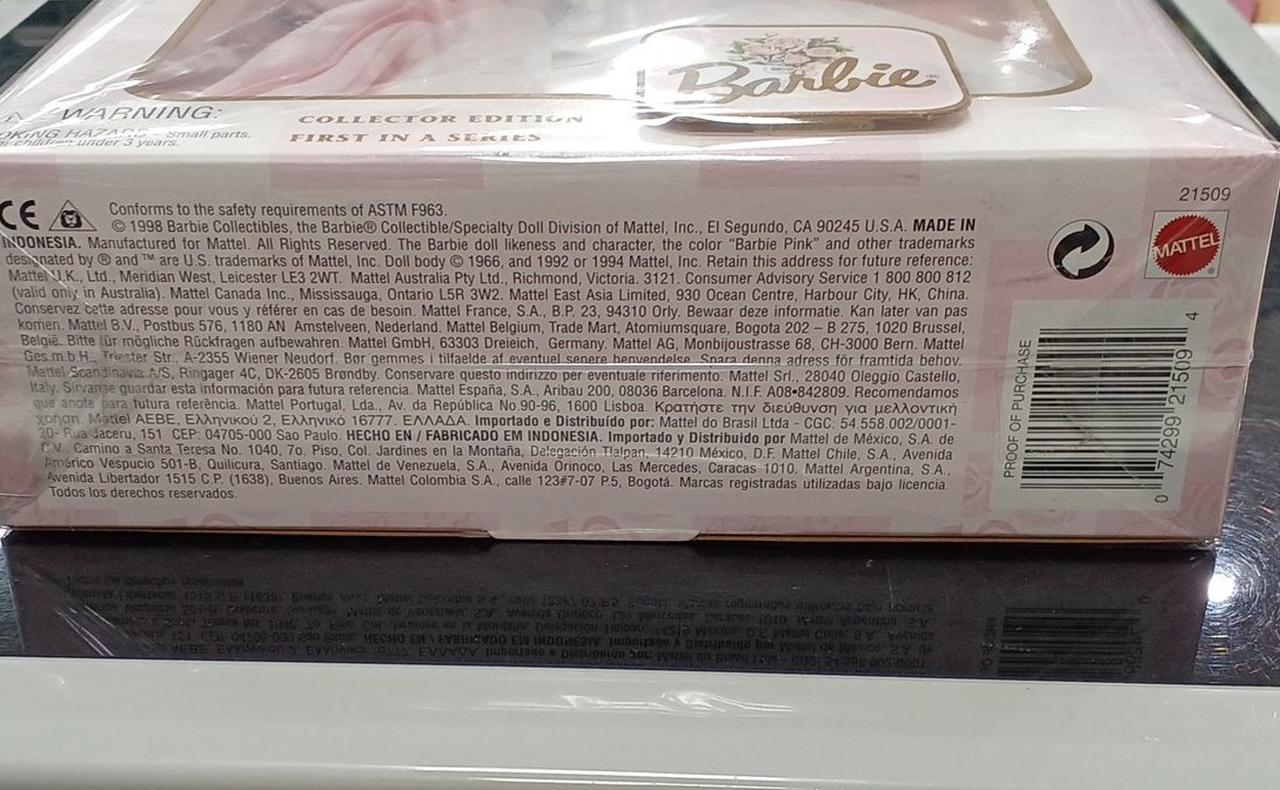 Barbie
WARNING:
COLLECTOR EDITION
Small parts.
FIRST IN A SERIES
children under 3 years.
CE Conforms to the safety requirements of ASTM F963.
© 1998 Barbie Collectibles, the Barbie® Collectible/Specialty Doll Division of Mattel, Inc., El Segundo, CA 90245 U.S.A. MADE IN
INDONESIA. Manufactured for Mattel. All Rights Reserved. The Barbie doll likeness and character, the color "Barbie Pink" and other trademarks
designated by ® and ™ are U.S. trademarks of Mattel, Inc. Doll body © 1966, and 1992 or 1994 Mattel, Inc. Retain this address for future reference:
Mattel U.K., Ltd., Meridian West, Leicester LE3 2WT. Mattel Australia Pty Ltd., Richmond, Victoria. 3121. Consumer Advisory Service 1 800 800 812
(valid only in Australia). Mattel Canada Inc., Mississauga, Ontario L5R 3W2. Mattel East Asia Limited, 930 Ocean Centre, Harbour City, HK, China.
Conservez cette adresse pour vous y référer en cas de besoin. Mattel France, S.A., B.P. 23, 94310 Orly. Bewaar deze informatie. Kan later van pas
komen. Mattel B.V., Postbus 576, 1180 AN Amstelveen, Nederland. Mattel Belgium, Trade Mart, Atomiumsquare, Bogota 202 – B 275, 1020 Brussel,
België. Bitte für mögliche Rückfragen aufbewahren. Mattel GmbH, 63303 Dreieich, Germany. Mattel AG, Monbijoustrasse 68, CH-3000 Bern. Mattel
Ges.m.b.H., Triester Str., A-2355 Wiener Neudorf. Bør gemmes i tilfælde af eventuel senere henvendelse. Spara denna adress för framtida behov.
Mattel Scandinavia A/S, Ringager 4C, DK-2605 Brøndby. Conservare questo indirizzo per eventuale riferimento. Mattel Srl., 28040 Oleggio Castello,
Italy. Sírvanse guardar esta información para futura referencia. Mattel España, S.A., Aribau 200, 08036 Barcelona. N.I.F. A08•842809. Recomendamos
que anote para futura referência. Mattel Portugal, Lda., Av. da República No.90-96, 1600 Lisboa. Κρατήστε την διεύθυνση για μελλοντική
χρήση. Mattel AEBE, Ελληνικού 2, Ελληνικό 16777. ΕΛΛΑΔΑ. Importado e Distribuído por: Mattel do Brasil Ltda - CGC: 54.558.002/0001-
20- Rua Jaceru, 151 CEP: 04705-000 Sao Paulo. HECHO EN / FABRICADO EM INDONESIA. Importado y Distribuido por Mattel de México, S.A. de
C.V., Camino a Santa Teresa No. 1040, 7o. Piso, Col. Jardines en la Montaña, Delegación Tlalpan, 14210 México, D.F. Mattel Chile, S.A., Avenida
Américo Vespucio 501-B, Quilicura, Santiago. Mattel de Venezuela, S.A., Avenida Orinoco, Las Mercedes, Caracas 1010. Mattel Argentina, S.A.,
Avenida Libertador 1515 C.P. (1638), Buenos Aires. Mattel Colombia S.A., calle 123#7-07 P.5, Bogotá. Marcas registradas utilizadas bajo licencia.
Todos los derechos reservados.
21509
MATTEL
PROOF OF PURCHASE
0 74299 21509 4